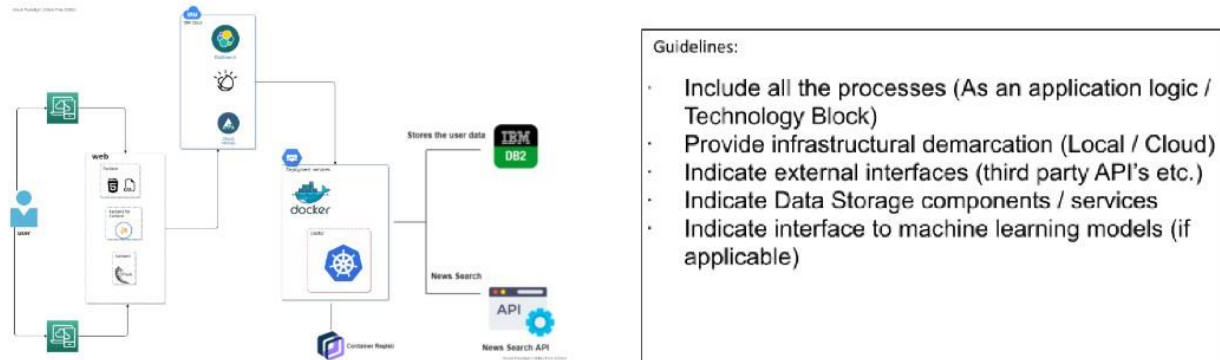 IBM
web
user
docker
Stores the user data
IBM
DB2
News Search
API
News Search API
Container Regist
Guidelines:
· Include all the processes (As an application logic /
Technology Block)
· Provide infrastructural demarcation (Local / Cloud)
· Indicate external interfaces (third party API's etc.)
· Indicate Data Storage components / services
· Indicate interface to machine learning models (if
applicable)